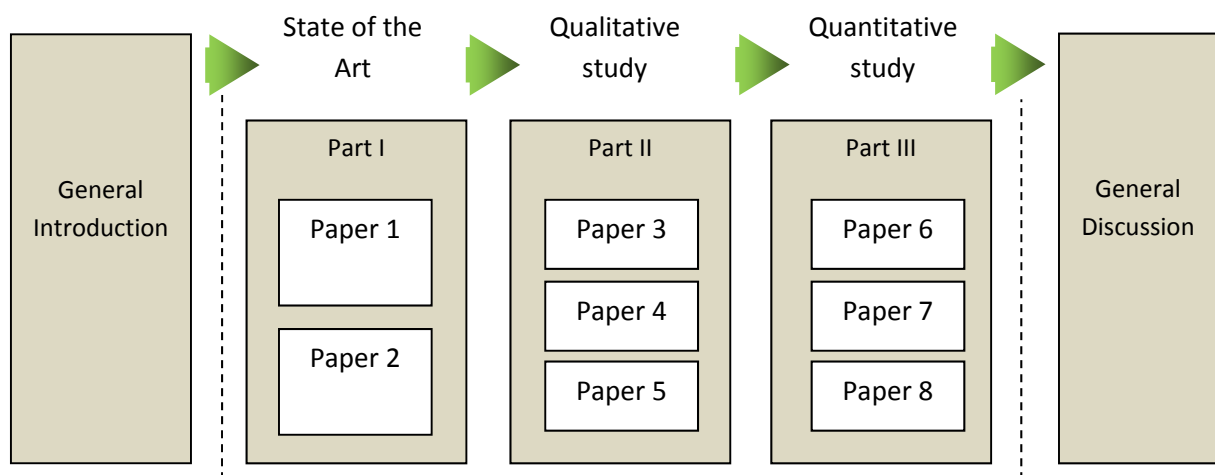 General
Introduction
State of the
Art
Part I
Paper 1
Paper 2
Qualitative
study
Part II
Paper 3
Paper 4
Paper 5
Quantitative
study
Part III
Paper 6
Paper 7
Paper 8
General
Discussion